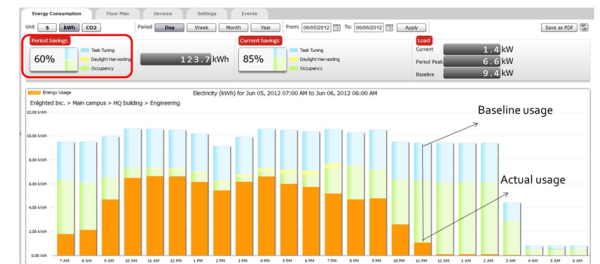 Energy Consumption Floor Plan Devices Settings Events
Unit $ kWh CO2 Period Day Week Month Year From: 06/05/2012 To: 06/06/2012 Apply Save as PDF
Period Savings
60%
Task Tuning
Daylight Harvesting
Occupancy
123.7 kWh
Current Savings
85%
Task Tuning
Daylight Harvesting
Occupancy
Load
Current 1.4 kW
Period Peak 6.6 kW
Baseline 9.4 kW
Energy Usage
Electricity (kWh) for Jun 05, 2012 07:00 AM to Jun 06, 2012 06:00 AM
Enlighted Inc. > Main campus > HQ building > Engineering
Baseline usage
Actual usage
12.00 kWh
10.00 kWh
8.00 kWh
6.00 kWh
4.00 kWh
2.00 kWh
0.00 kWh
7 AM 8 AM 9 AM 10 AM 11 AM 12 PM 1 PM 2 PM 3 PM 4 PM 5 PM 6 PM 7 PM 8 PM 9 PM 10 PM 11 PM 12 AM 1 AM 2 AM 3 AM 4 AM 5 AM 6 AM